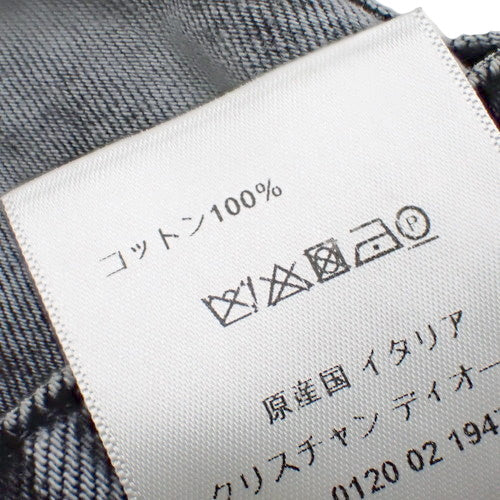 コットン100%
P
原産国 イタリア
クリスチャン ディオー
0120 02 194